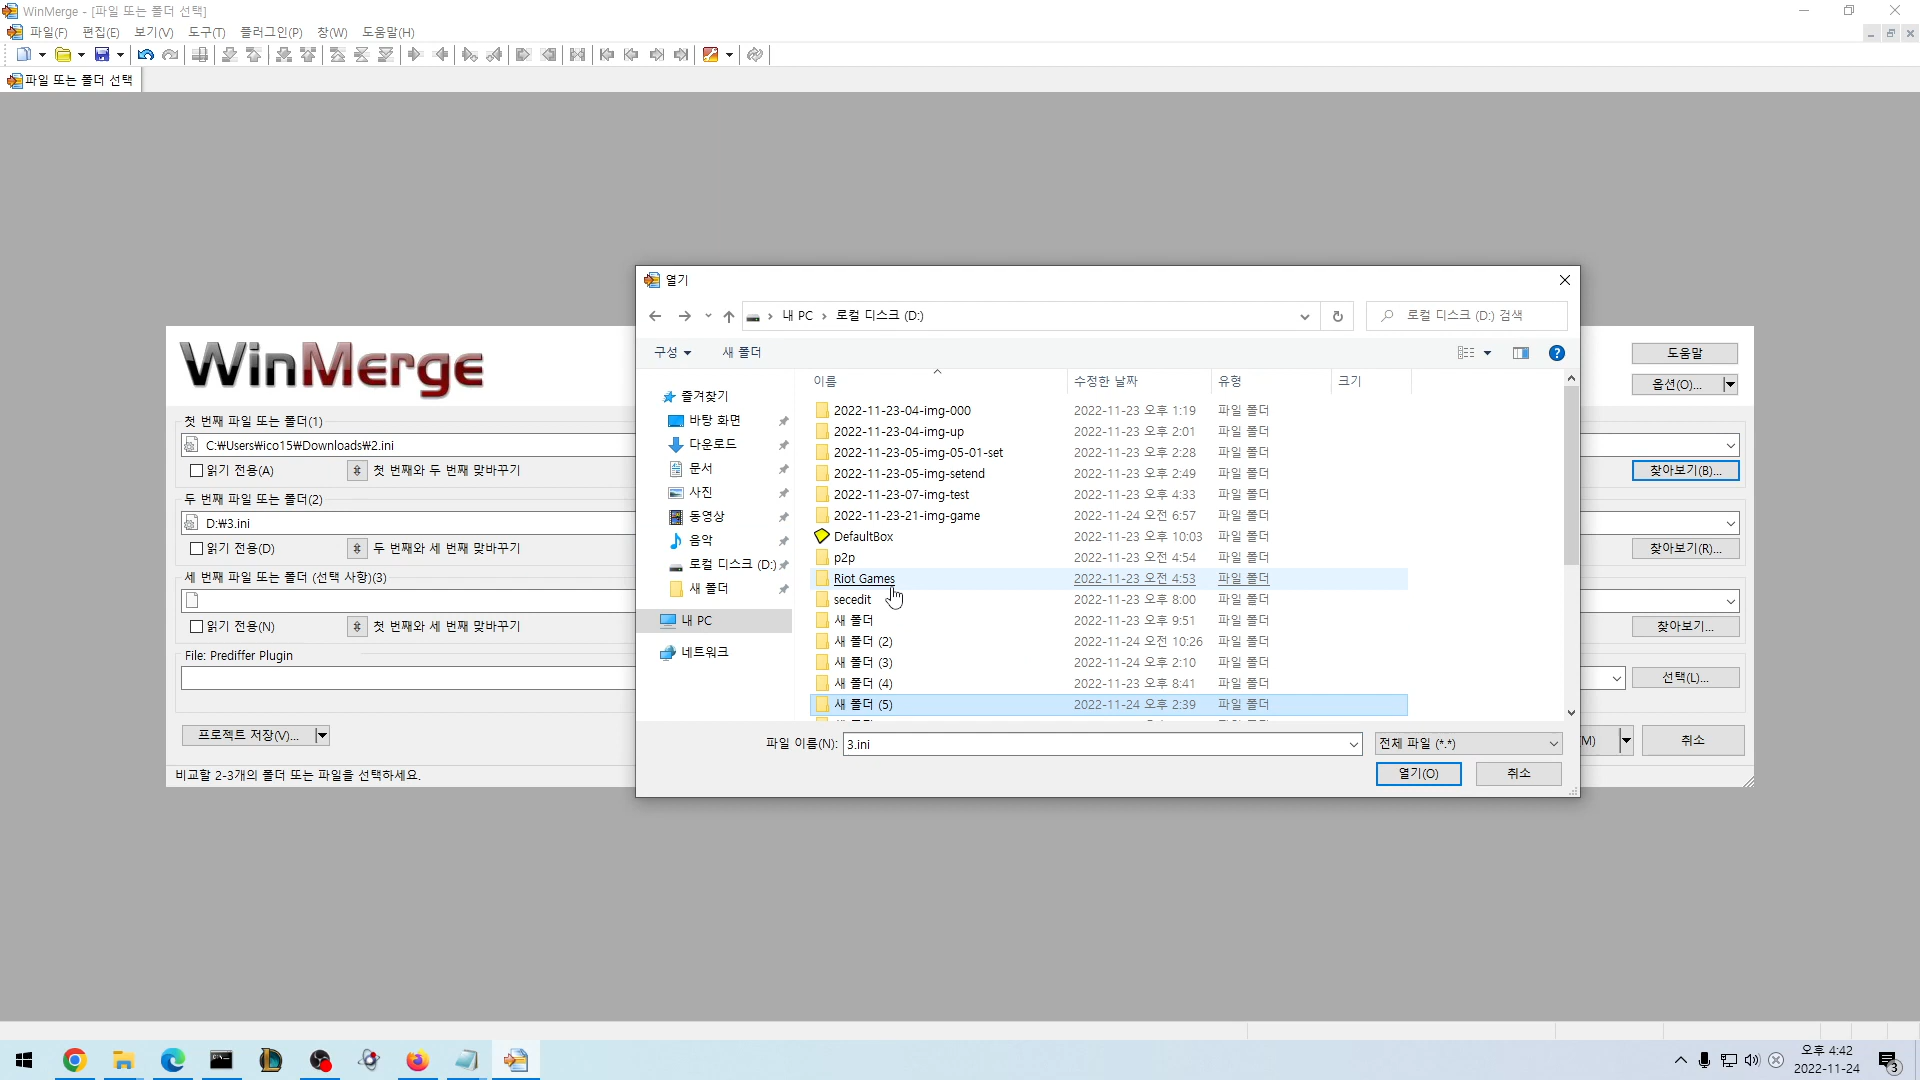 WinMerge - [파일 또는 폴더 선택]
파일(F) 편집(E) 보기(V) 도구(T) 플러그인(P) 창(W) 도움말(H)
파일 또는 폴더 선택
WinMerge
도움말
옵션(O)...
첫 번째 파일 또는 폴더(1)
C:₩Users₩ico15₩Downloads₩2.ini
읽기 전용(A) 첫 번째와 두 번째 맞바꾸기
찾아보기(B)...
두 번째 파일 또는 폴더(2)
D:₩3.ini
읽기 전용(D) 두 번째와 세 번째 맞바꾸기
찾아보기(R)...
세 번째 파일 또는 폴더 (선택 사항)(3)
읽기 전용(N) 첫 번째와 세 번째 맞바꾸기
찾아보기...
File: Prediffer Plugin
선택(L)...
프로젝트 저장(V)...
M)
취소
비교할 2-3개의 폴더 또는 파일을 선택하세요.
열기
내 PC 로컬 디스크 (D:)
로컬 디스크 (D:) 검색
구성 새 폴더
즐겨찾기
바탕 화면
다운로드
문서
사진
동영상
음악
로컬 디스크 (D:)
새 폴더
내 PC
네트워크
이름 수정한 날짜 유형 크기
2022-11-23-04-img-000 2022-11-23 오후 1:19 파일 폴더
2022-11-23-04-img-up 2022-11-23 오후 2:01 파일 폴더
2022-11-23-05-img-05-01-set 2022-11-23 오후 2:28 파일 폴더
2022-11-23-05-img-setend 2022-11-23 오후 2:49 파일 폴더
2022-11-23-07-img-test 2022-11-23 오후 4:33 파일 폴더
2022-11-23-21-img-game 2022-11-24 오전 6:57 파일 폴더
DefaultBox 2022-11-23 오후 10:03 파일 폴더
p2p 2022-11-23 오전 4:54 파일 폴더
Riot Games 2022-11-23 오전 4:53 파일 폴더
secedit 2022-11-23 오후 8:00 파일 폴더
새 폴더 2022-11-23 오후 9:51 파일 폴더
새 폴더 (2) 2022-11-24 오전 10:26 파일 폴더
새 폴더 (3) 2022-11-24 오후 2:10 파일 폴더
새 폴더 (4) 2022-11-23 오후 8:41 파일 폴더
새 폴더 (5) 2022-11-24 오후 2:39 파일 폴더
파일 이름(N): 3.ini 전체 파일 (*.*)
열기(O) 취소
오후 4:42
2022-11-24
3